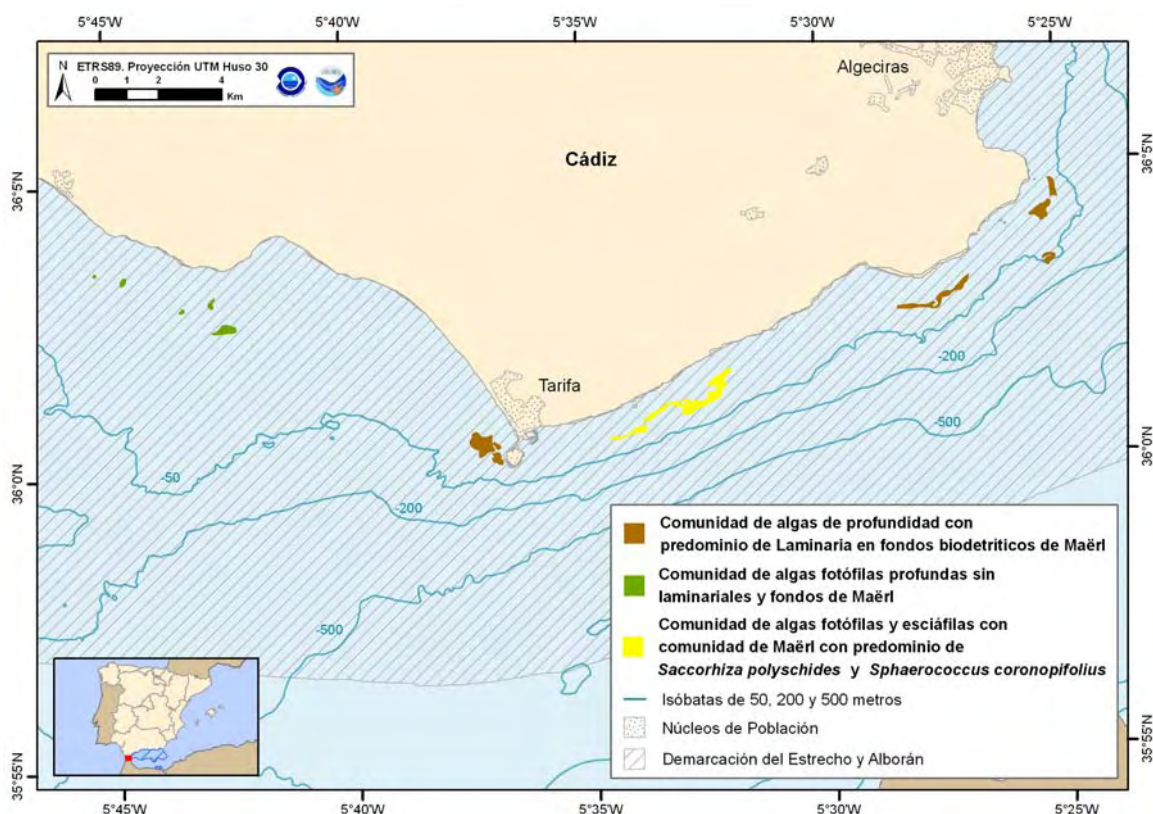 5°45'W
5°40'W
5°35'W
5°30'W
5°25'W
N
ETRS89. Proyección UTM Huso 30
0 1 2 4
Km
Algeciras
Cádiz
36°5'N
36°5'N
Tarifa
-200
-500
-50
-200
-500
36°0'N
36°0'N
Comunidad de algas de profundidad con
predominio de Laminaria en fondos biodetríticos de Maërl
Comunidad de algas fotófilas profundas sin
laminariales y fondos de Maërl
Comunidad de algas fotófilas y esciáfilas con
comunidad de Maërl con predominio de
Saccorhiza polyschides y Sphaerococcus coronopifolius
Isóbatas de 50, 200 y 500 metros
Núcleos de Población
Demarcación del Estrecho y Alborán
35°55'N
35°55'N
5°45'W
5°40'W
5°35'W
5°30'W
5°25'W